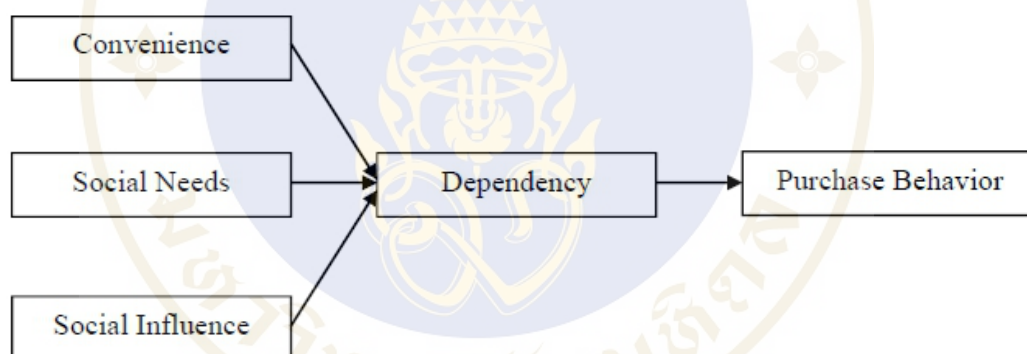 Convenience
Social Needs
Dependency
Purchase Behavior
Social Influence